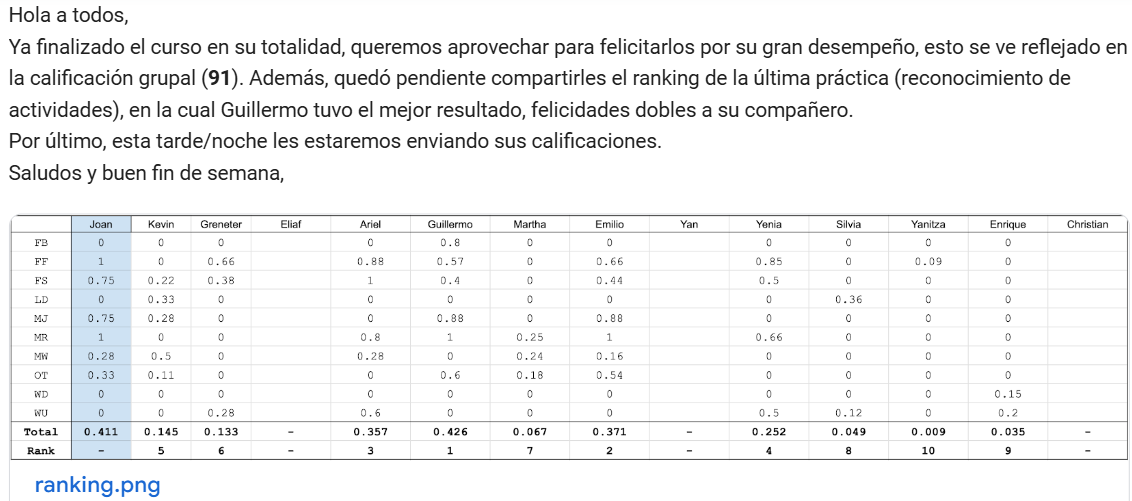 Hola a todos,
Ya finalizado el curso en su totalidad, queremos aprovechar para felicitarlos por su gran desempeño, esto se ve reflejado en
la calificación grupal (91). Además, quedó pendiente compartirles el ranking de la última práctica (reconocimiento de
actividades), en la cual Guillermo tuvo el mejor resultado, felicidades dobles a su compañero.
Por último, esta tarde/noche les estaremos enviando sus calificaciones.
Saludos y buen fin de semana,
Joan Kevin Greneter Eliaf Ariel Guillermo Martha Emilio Yan Yenia Silvia Yanitza Enrique Christian
FB 0 0 0 0 0.8 0 0 0 0 0 0
FF 1 0 0.66 0.88 0.57 0 0.66 0.85 0 0.09 0
FS 0.75 0.22 0.38 1 0.4 0 0.44 0.5 0 0 0
LD 0 0.33 0 0 0 0 0 0 0.36 0 0
MJ 0.75 0.28 0 0 0.88 0 0.88 0 0 0 0
MR 1 0 0 0.8 1 0.25 1 0.66 0 0 0
MW 0.28 0.5 0 0.28 0 0.24 0.16 0 0 0 0
OT 0.33 0.11 0 0 0.6 0.18 0.54 0 0 0 0
WD 0 0 0 0 0 0 0 0 0 0 0.15
WU 0 0 0.28 0.6 0 0 0 0.5 0.12 0 0.2
Total 0.411 0.145 0.133 – 0.357 0.426 0.067 0.371 – 0.252 0.049 0.009 0.035 –
Rank – 5 6 – 3 1 7 2 – 4 8 10 9 –
ranking.png